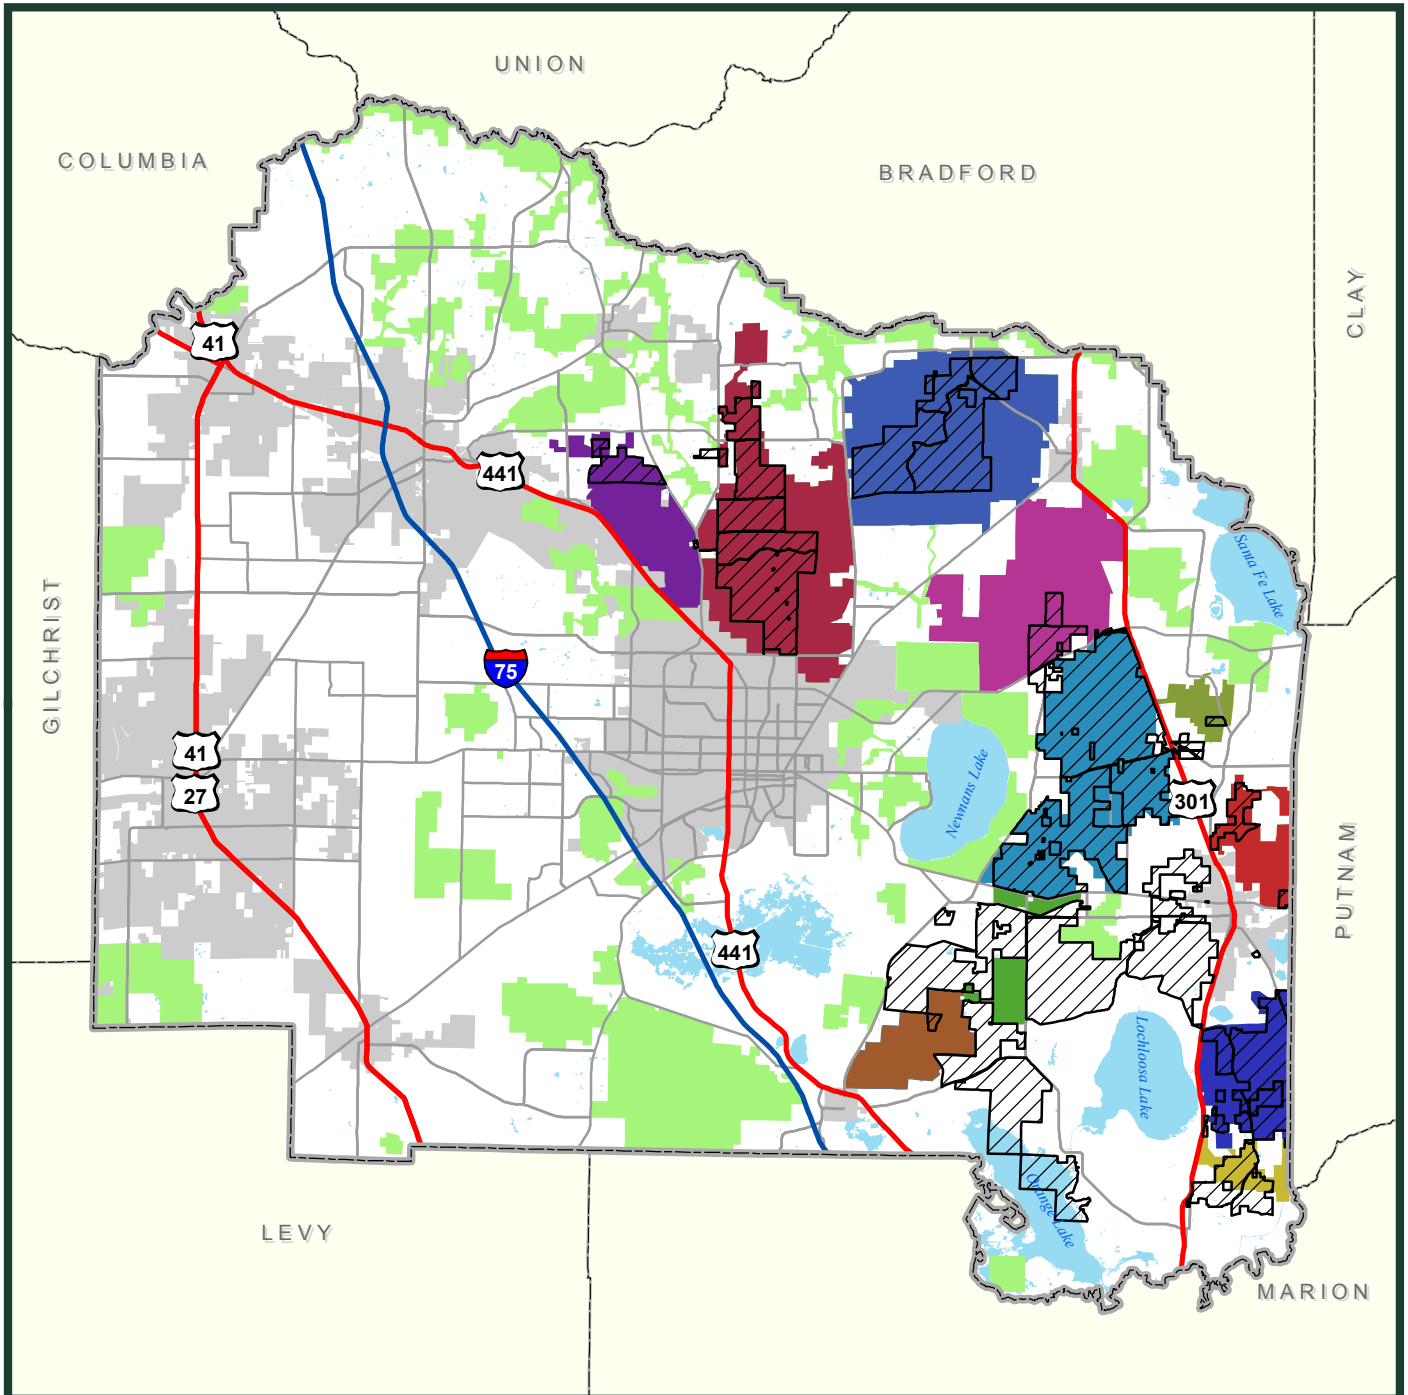 UNION
COLUMBIA
BRADFORD
CLAY
41
441
Santa Fe Lake
GILCHRIST
75
41
27
Newnans Lake
301
PUTNAM
441
Lochloosa Lake
Orange Lake
LEVY
MARION